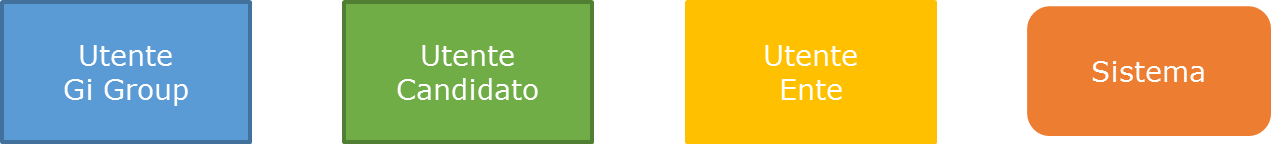 Utente
Gi Group
Utente
Candidato
Utente
Ente
Sistema